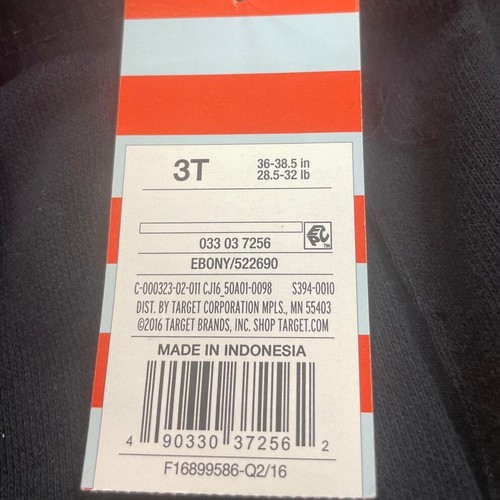 3T
36-38.5 in
28.5-32 lb
EPC TM
033 03 7256
EBONY/522690
C-000323-02-011 CJ16_50A01-0098 S394-0010
DIST. BY TARGET CORPORATION MPLS., MN 55403
©2016 TARGET BRANDS, INC. SHOP TARGET.COM
MADE IN INDONESIA
4 90330 37256 2
F16899586-Q2/16